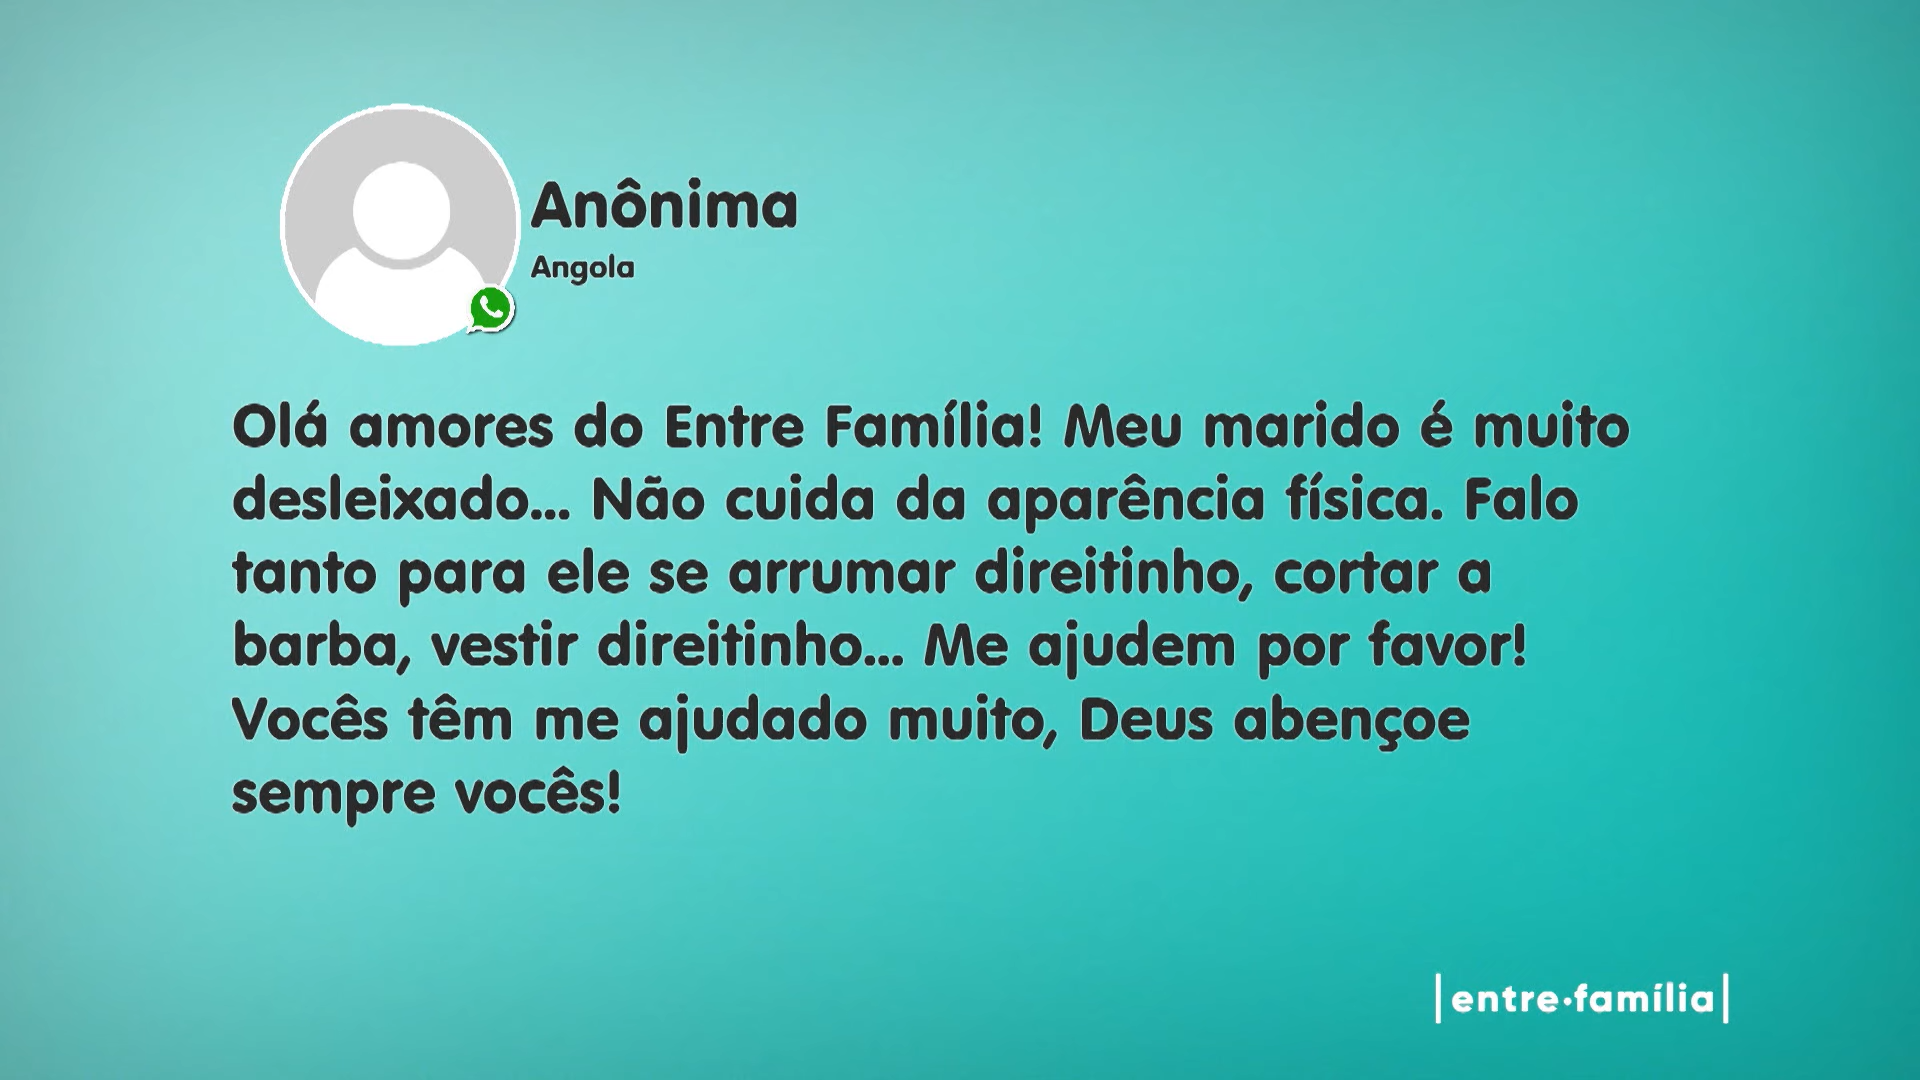 Anônima
Angola
Olá amores do Entre Família! Meu marido é muito
desleixado... Não cuida da aparência física. Falo
tanto para ele se arrumar direitinho, cortar a
barba, vestir direitinho... Me ajudem por favor!
Vocês têm me ajudado muito, Deus abençoe
sempre vocês!
|entre•família|